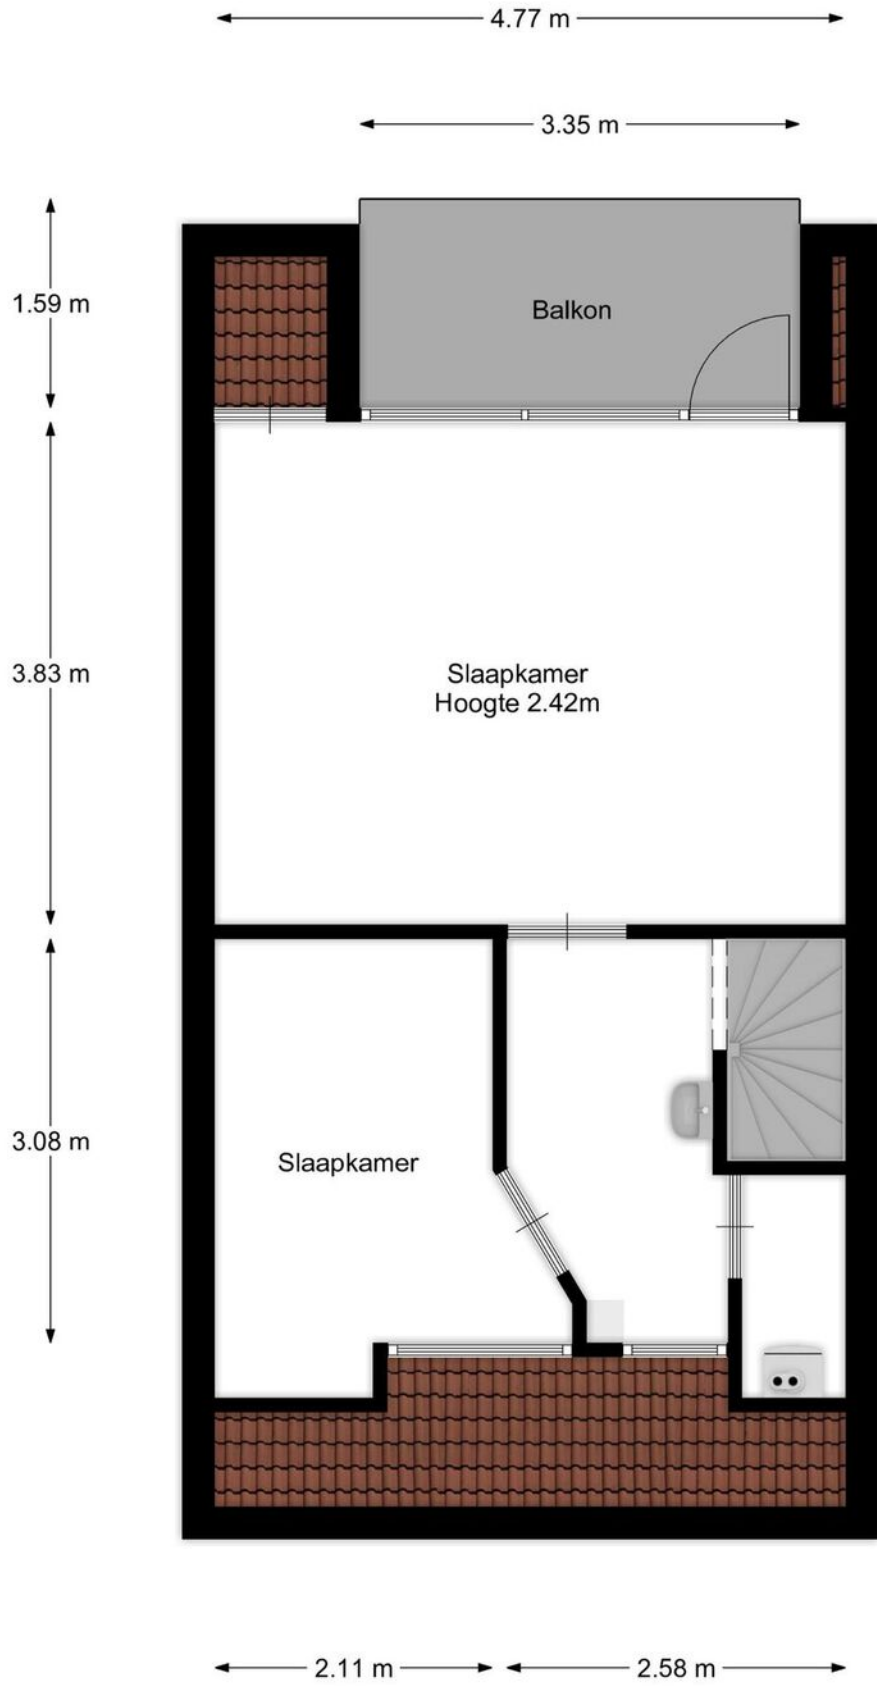 4.77 m
3.35 m
1.59 m
Balkon
3.83 m
Slaapkamer
Hoogte 2.42m
3.08 m
Slaapkamer
2.11 m
2.58 m